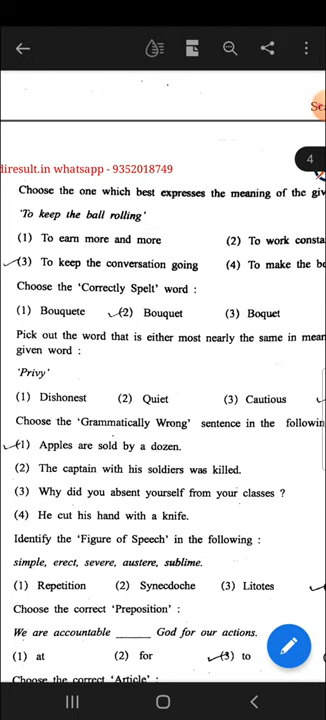 Se
4
diresult.in whatsapp - 9352018749
Choose the one which best expresses the meaning of the giv
'To keep the ball rolling'
(1) To earn more and more (2) To work consta
(3) To keep the conversation going (4) To make the be
Choose the 'Correctly Spelt' word :
(1) Bouquete (2) Bouquet (3) Boquet
Pick out the word that is either most nearly the same in mean
given word :
'Privy'
(1) Dishonest (2) Quiet (3) Cautious
Choose the 'Grammatically Wrong' sentence in the followin
(1) Apples are sold by a dozen.
(2) The captain with his soldiers was killed.
(3) Why did you absent yourself from your classes ?
(4) He cut his hand with a knife.
Identify the 'Figure of Speech' in the following :
simple, erect, severe, austere, sublime.
(1) Repetition (2) Synecdoche (3) Litotes
Choose the correct 'Preposition' :
We are accountable ______ God for our actions.
(1) at (2) for (3) to
Choose the correct 'Article' :